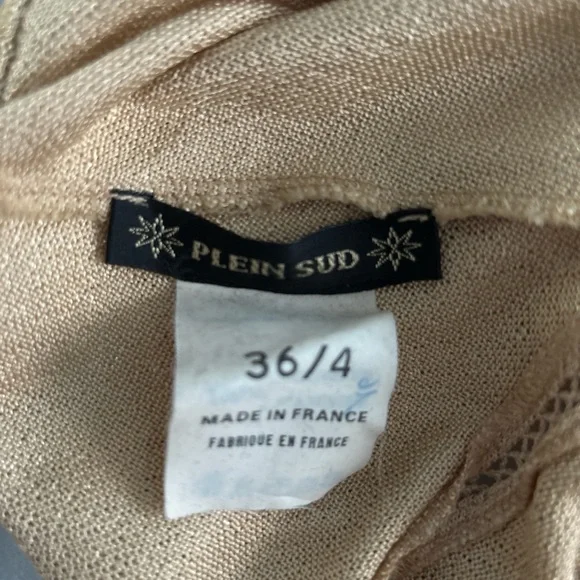 PLEIN SUD
36/4
MADE IN FRANCE
FABRIQUE EN FRANCE